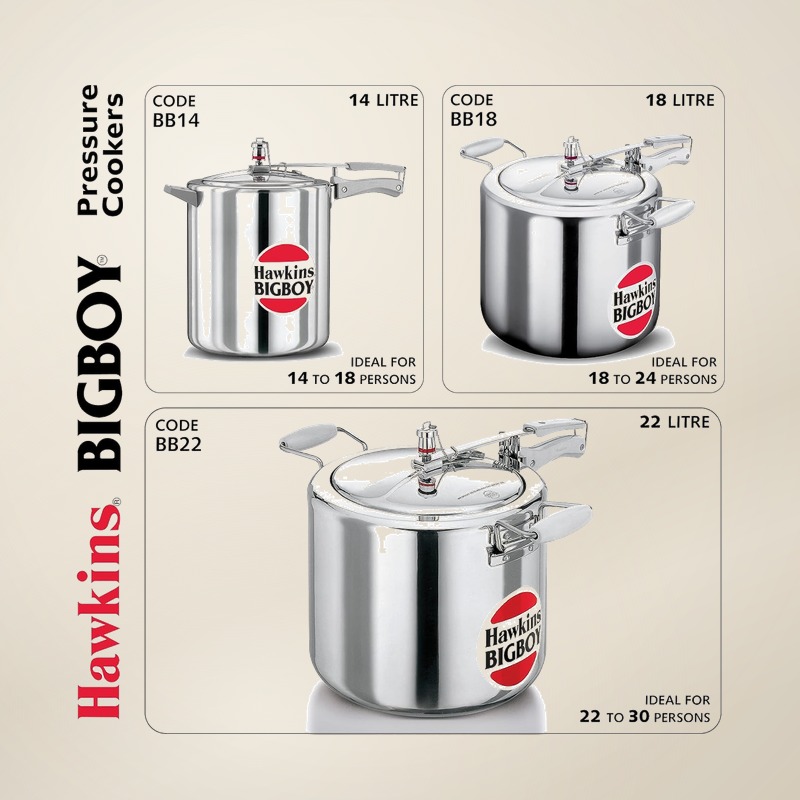 Hawkins® BIGBOY™ Pressure
Cookers
CODE
BB14
14 LITRE
Hawkins
BIGBOY
IDEAL FOR
14 TO 18 PERSONS
CODE
BB18
18 LITRE
Hawkins
BIGBOY
IDEAL FOR
18 TO 24 PERSONS
CODE
BB22
22 LITRE
Hawkins
BIGBOY
IDEAL FOR
22 TO 30 PERSONS